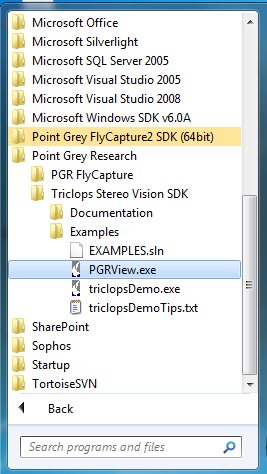 Microsoft Office
Microsoft Silverlight
Microsoft SQL Server 2005
Microsoft Visual Studio 2005
Microsoft Visual Studio 2008
Microsoft Windows SDK v6.0A
Point Grey FlyCapture2 SDK (64bit)
Point Grey Research
PGR FlyCapture
Triclops Stereo Vision SDK
Documentation
Examples
EXAMPLES.sln
PGRView.exe
triclopsDemo.exe
triclopsDemoTips.txt
SharePoint
Sophos
Startup
TortoiseSVN
Back
Search programs and files